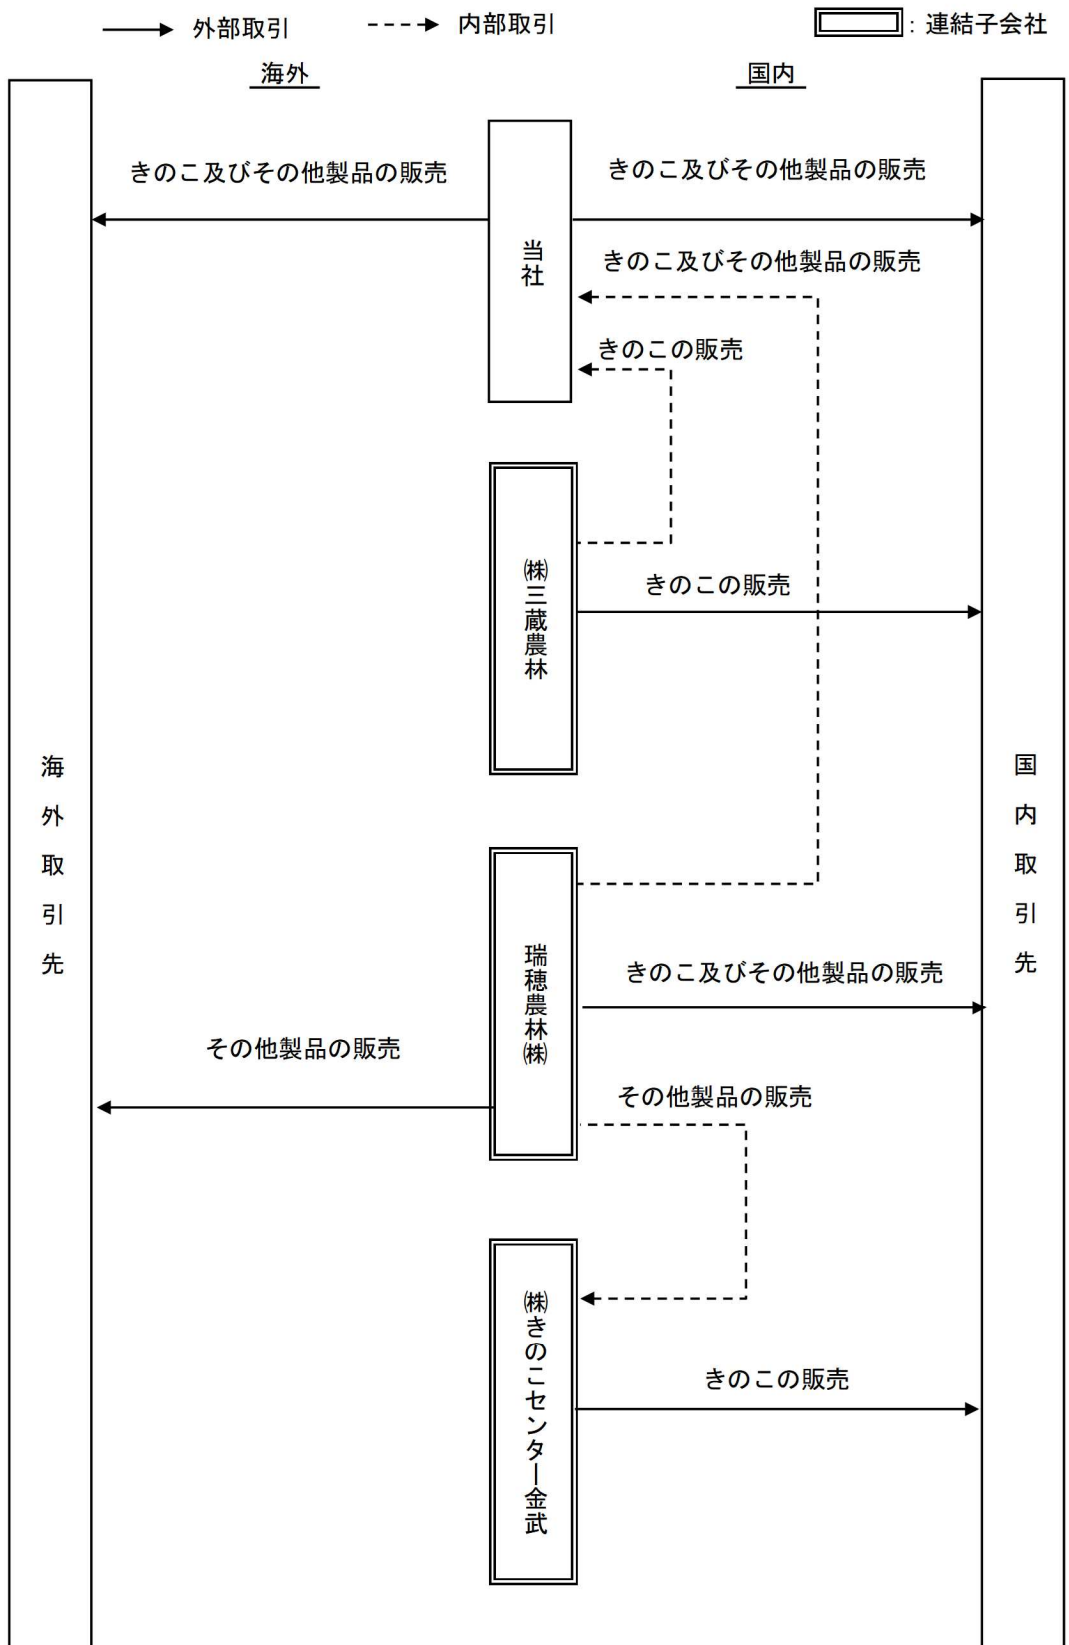 外部取引
内部取引
：連結子会社
海外
国内
きのこ及びその他製品の販売
きのこ及びその他製品の販売
当社
きのこ及びその他製品の販売
きのこの販売
㈱三蔵農林
きのこの販売
海外取引先
国内取引先
瑞穂農林㈱
きのこ及びその他製品の販売
その他製品の販売
その他製品の販売
㈱きのこセンター金武
きのこの販売